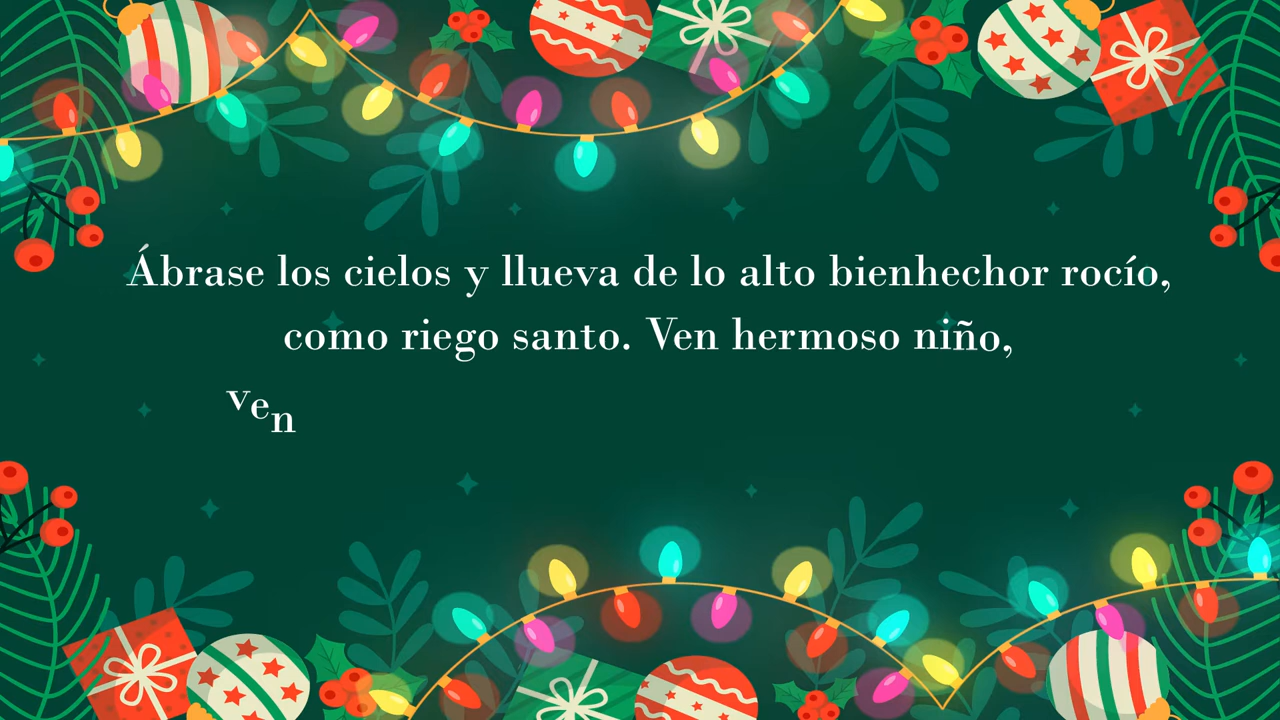 Ábrase los cielos y llueva de lo alto bienhechor rocío,
como riego santo. Ven hermoso niño,
ven